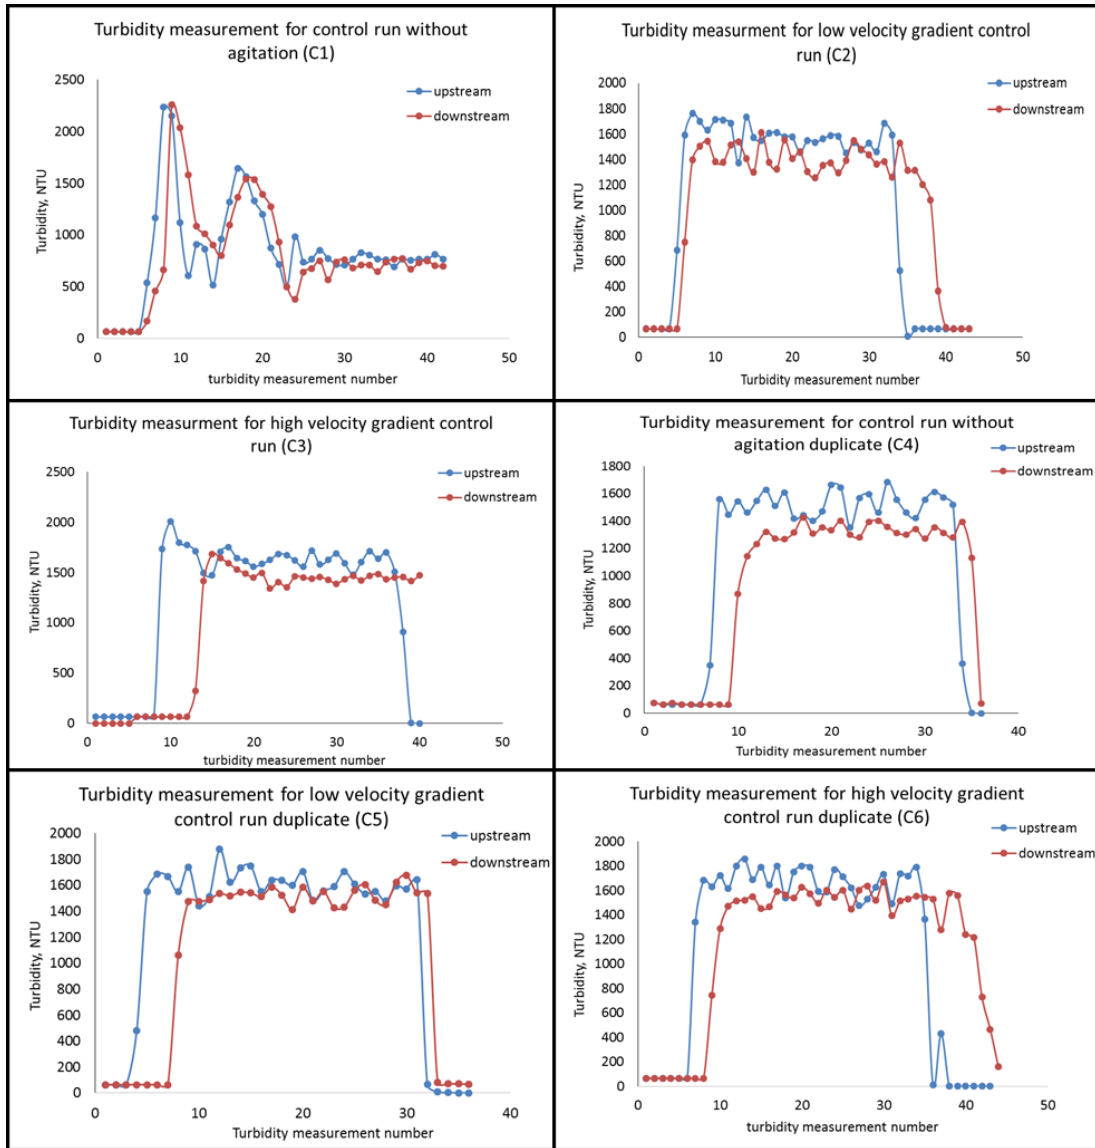 Turbidity measurement for control run without
agitation (C1)
upstream
downstream
Turbidity, NTU
2500
2000
1500
1000
500
0
0 10 20 30 40 50
turbidity measurement number
Turbidity measurment for low velocity gradient control
run (C2)
upstream
downstream
Turbidity, NTU
2000
1800
1600
1400
1200
1000
800
600
400
200
0
0 10 20 30 40 50
Turbidity measurement number
Turbidity measurment for high velocity gradient control
run (C3)
upstream
downstream
Turbidity, NTU
2500
2000
1500
1000
500
0
0 10 20 30 40 50
turbidity measurement number
Turbidity measurement for control run without
agitation duplicate (C4)
upstream
downstream
Turbidity, NTU
1800
1600
1400
1200
1000
800
600
400
200
0
0 10 20 30 40
Turbidity measurement number
Turbidity measurement for low velocity gradient
control run duplicate (C5)
upstream
downstream
Turbidity, NTU
2000
1800
1600
1400
1200
1000
800
600
400
200
0
0 10 20 30 40
Turbidity measurement number
Turbidity measurement for high velocity gradient
control run duplicate (C6)
upstream
downstream
Turbidity, NTU
2000
1800
1600
1400
1200
1000
800
600
400
200
0
0 10 20 30 40 50
turbidity measurement number